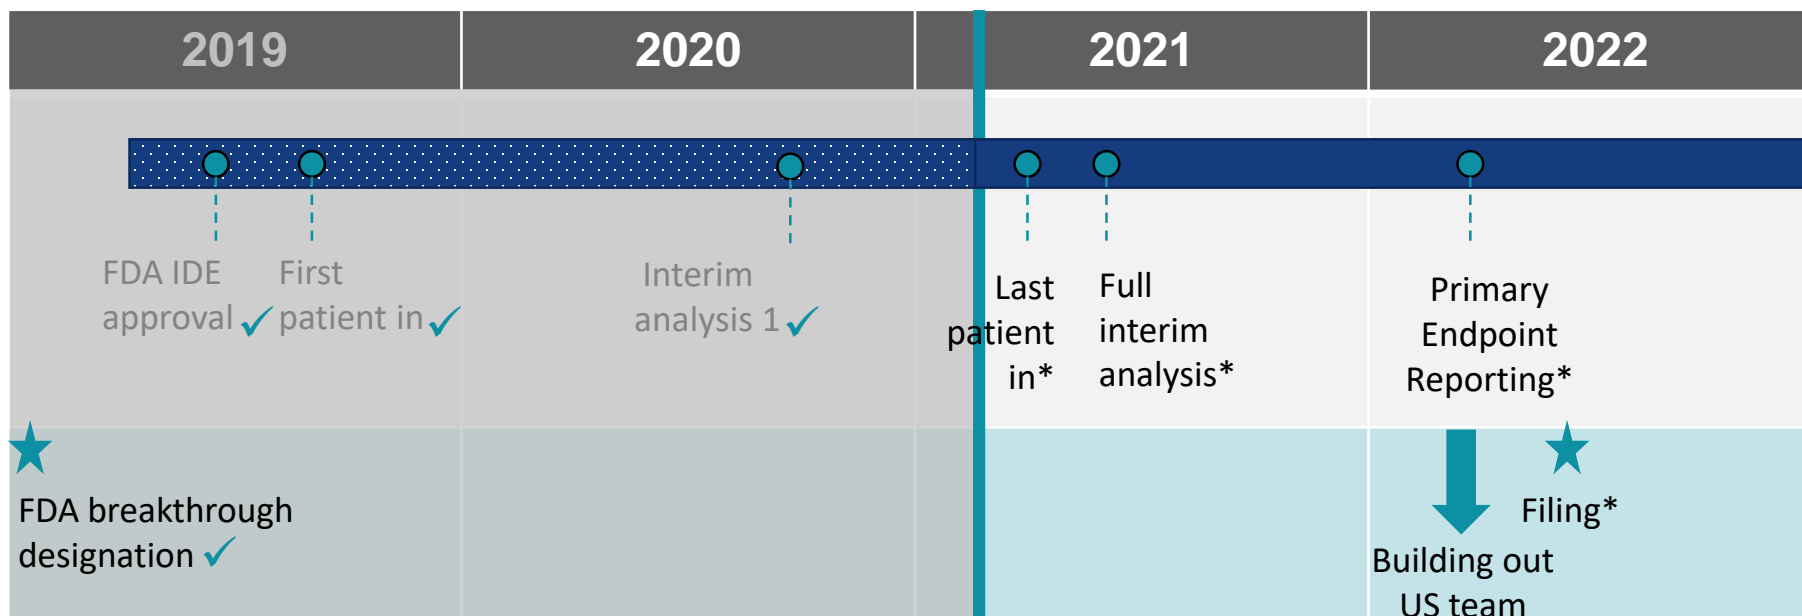 2019
2020
2021
2022
FDA IDE
approval ✓
First
patient in ✓
Interim
analysis 1 ✓
Last
patient
in*
Full
interim
analysis*
Primary
Endpoint
Reporting*
FDA breakthrough
designation ✓
Building out
US team
Filing*